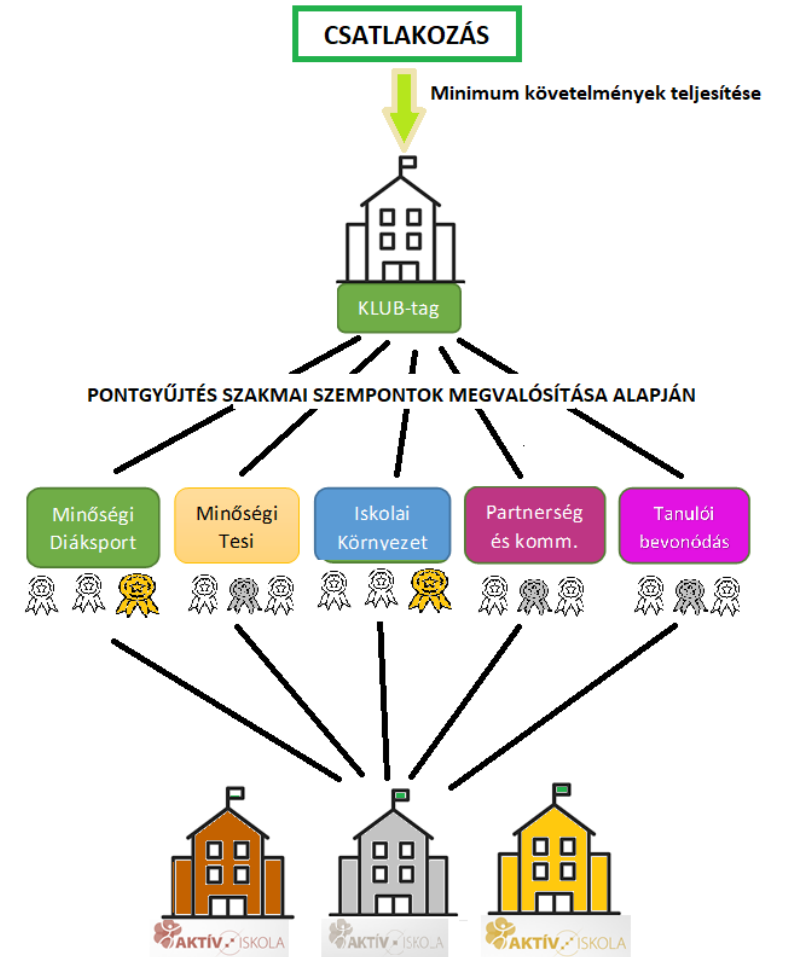 CSATLAKOZÁS
Minimum követelmények teljesítése
KLUB-tag
PONTGYŰJTÉS SZAKMAI SZEMPONTOK MEGVALÓSÍTÁSA ALAPJÁN
Minőségi
Diáksport
Minőségi
Tesi
Iskolai
Környezet
Partnerség
és komm.
Tanulói
bevonódás
AKTÍV ISKOLA
AKTÍV ISKOLA
AKTÍV ISKOLA